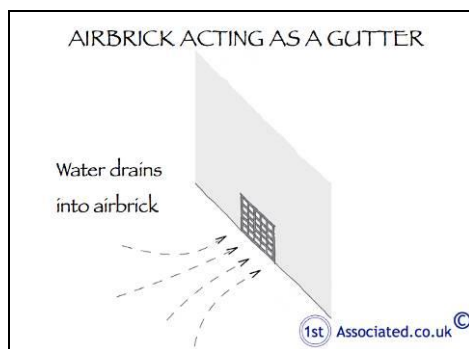 AIRBRICK ACTING AS A GUTTER
Water drains
into airbrick
1st Associated.co.uk ©